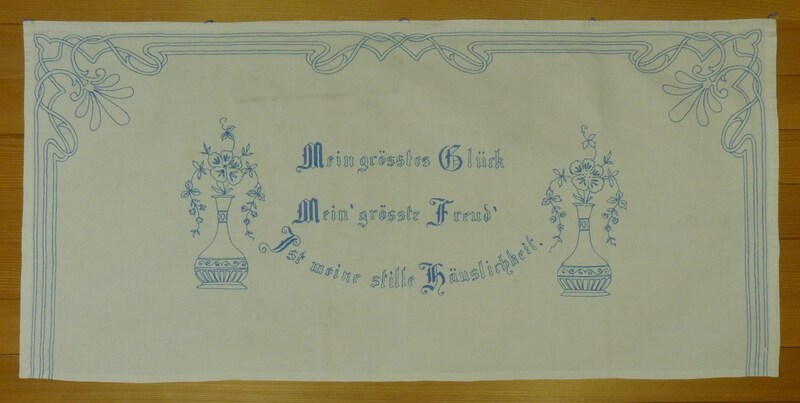 Mein grösstes Glück
Mein' grösste Freud'
Ist meine stille Häuslichkeit.